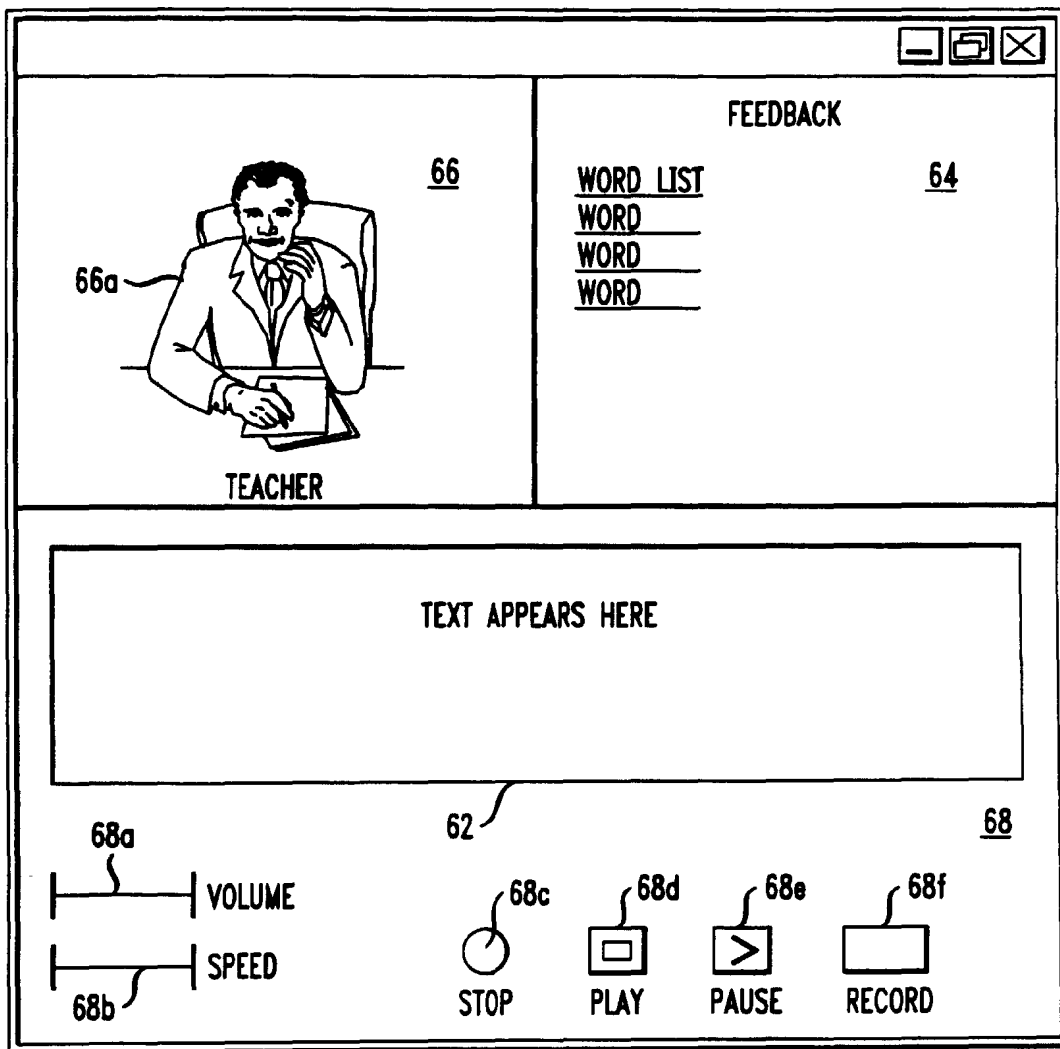 66
66a
TEACHER
FEEDBACK
WORD LIST
64
WORD
WORD
WORD
TEXT APPEARS HERE
62
68
68a
VOLUME
68b
SPEED
68c
STOP
68d
PLAY
68e
PAUSE
68f
RECORD